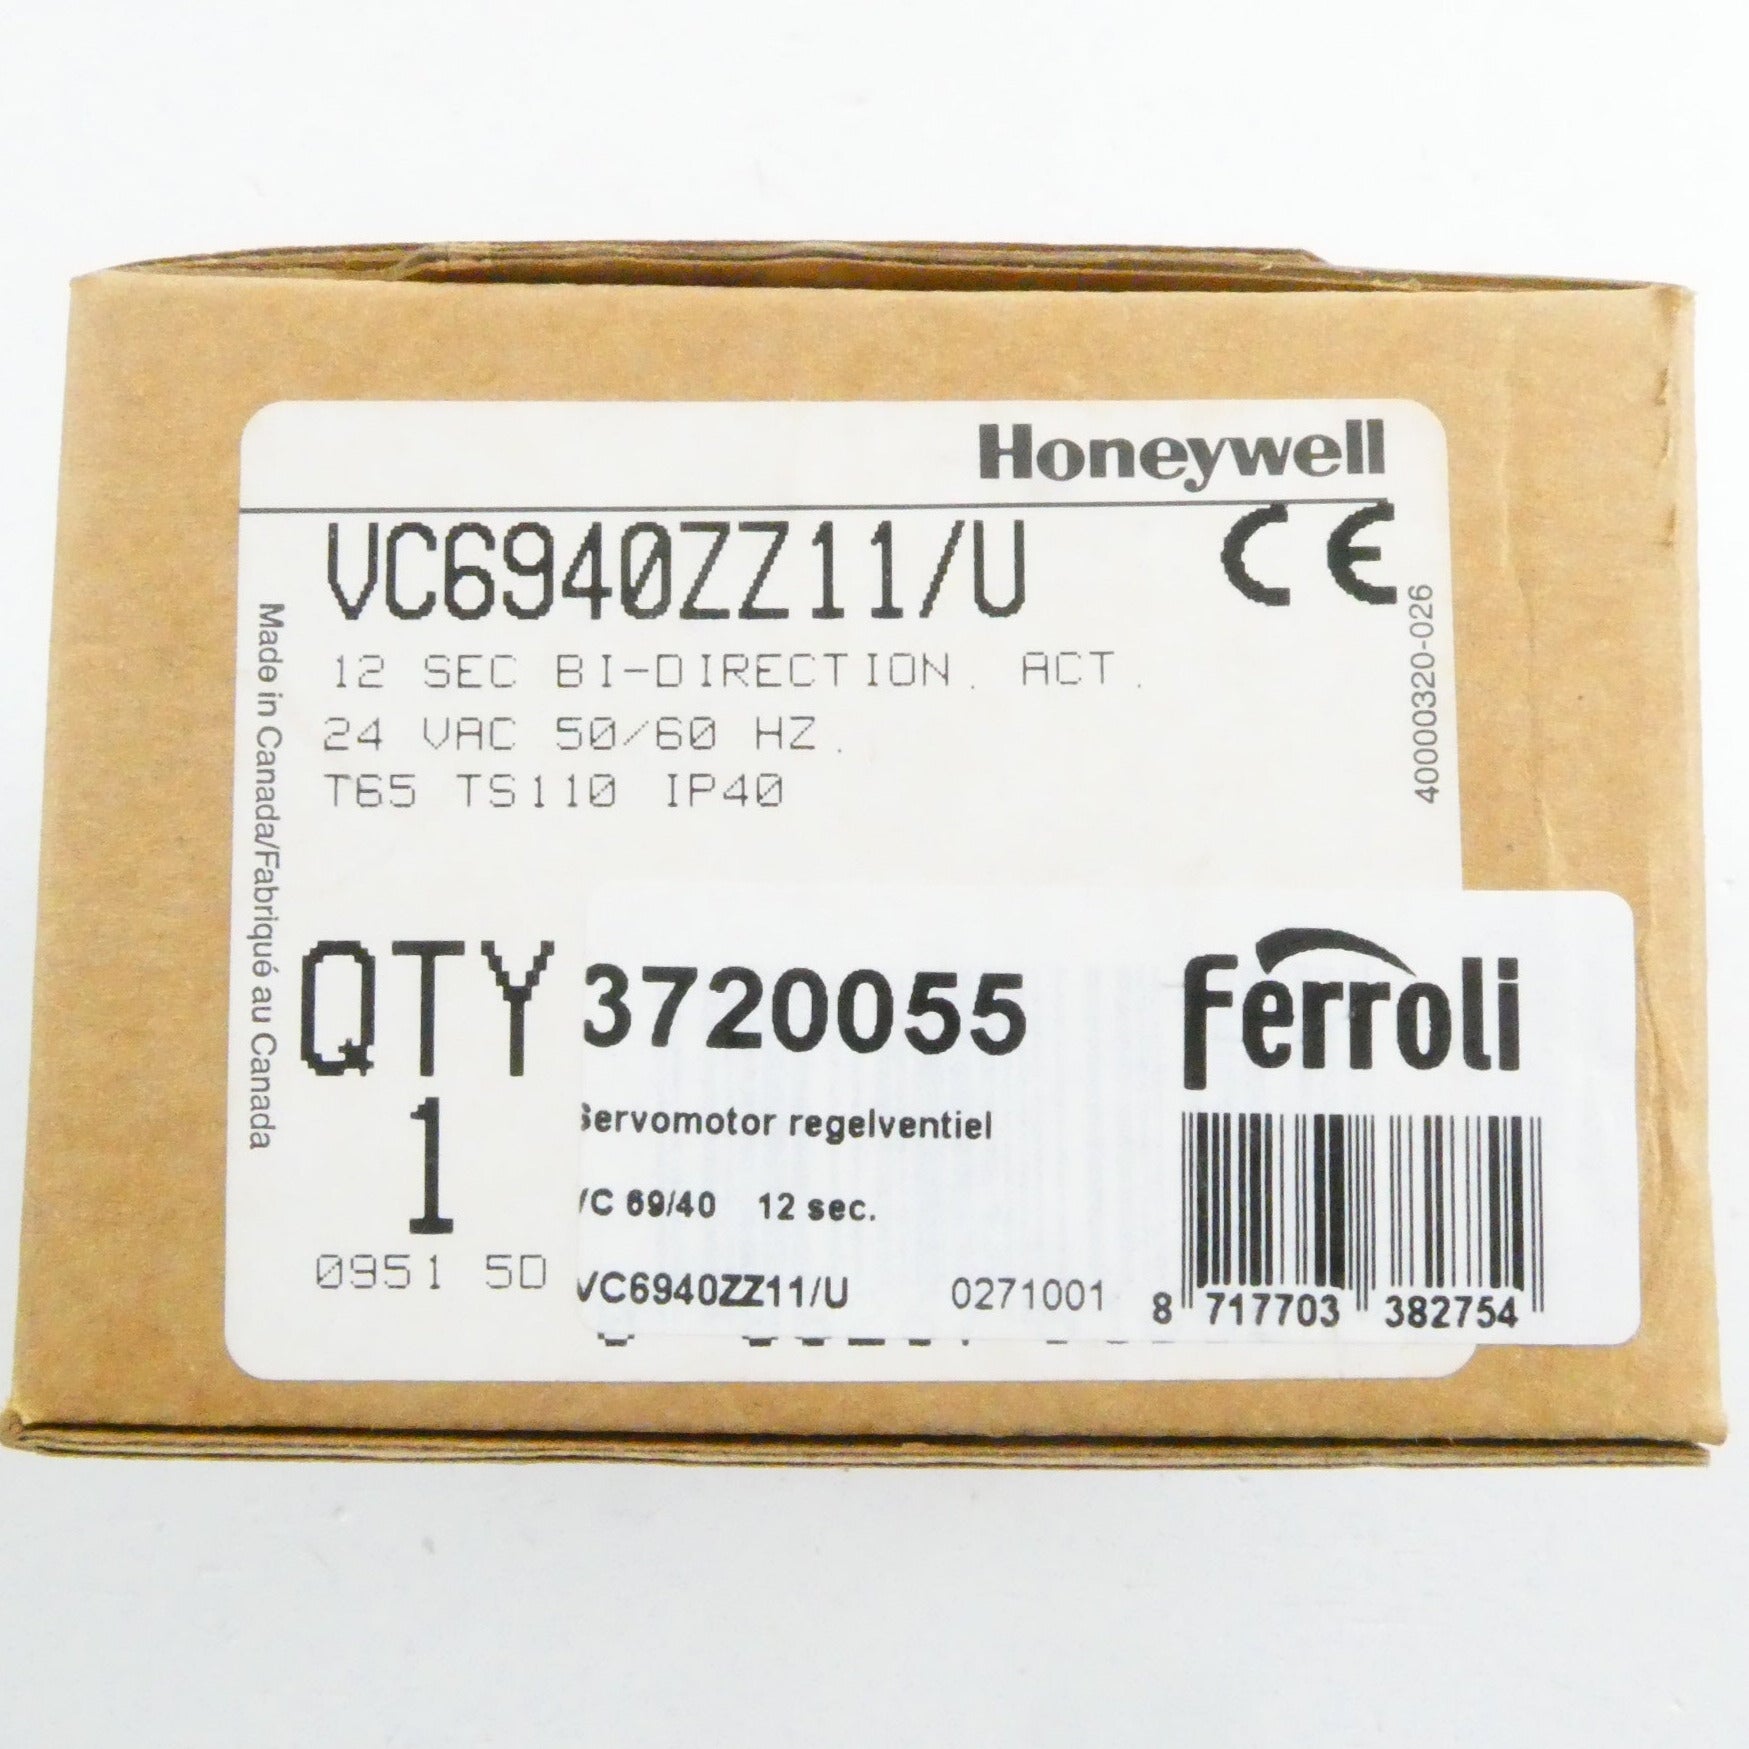 Honeywell
VC6940ZZ11/U
CE
12 SEC BI-DIRECTION. ACT.
24 VAC 50/60 HZ.
T65 TS110 IP40
Made in Canada/Fabriqué au Canada
40000320-026
QTY
1
0951 5D
3720055
ferroli
Servomotor regelventiel
VC 69/40 12 sec.
VC6940ZZ11/U 0271001
8 717703 382754